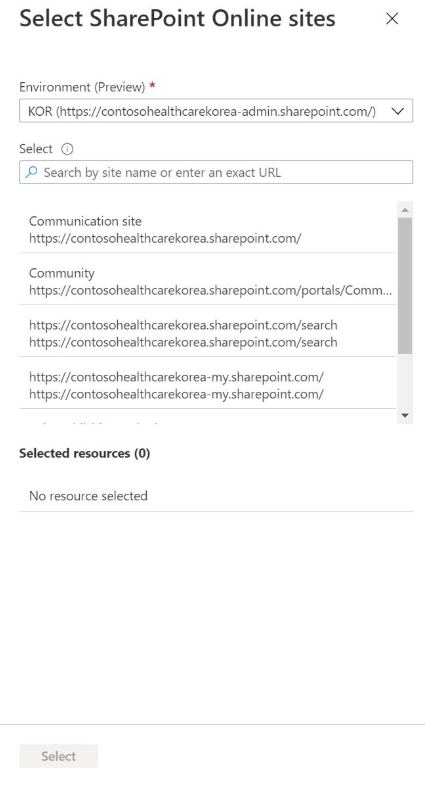 Select SharePoint Online sites
Environment (Preview) *
KOR (https://contosohealthcarekorea-admin.sharepoint.com/)
Select
Search by site name or enter an exact URL
Communication site
https://contosohealthcarekorea.sharepoint.com/
Community
https://contosohealthcarekorea.sharepoint.com/portals/Comm...
https://contosohealthcarekorea.sharepoint.com/search
https://contosohealthcarekorea.sharepoint.com/search
https://contosohealthcarekorea-my.sharepoint.com/
https://contosohealthcarekorea-my.sharepoint.com/
Selected resources (0)
No resource selected
Select